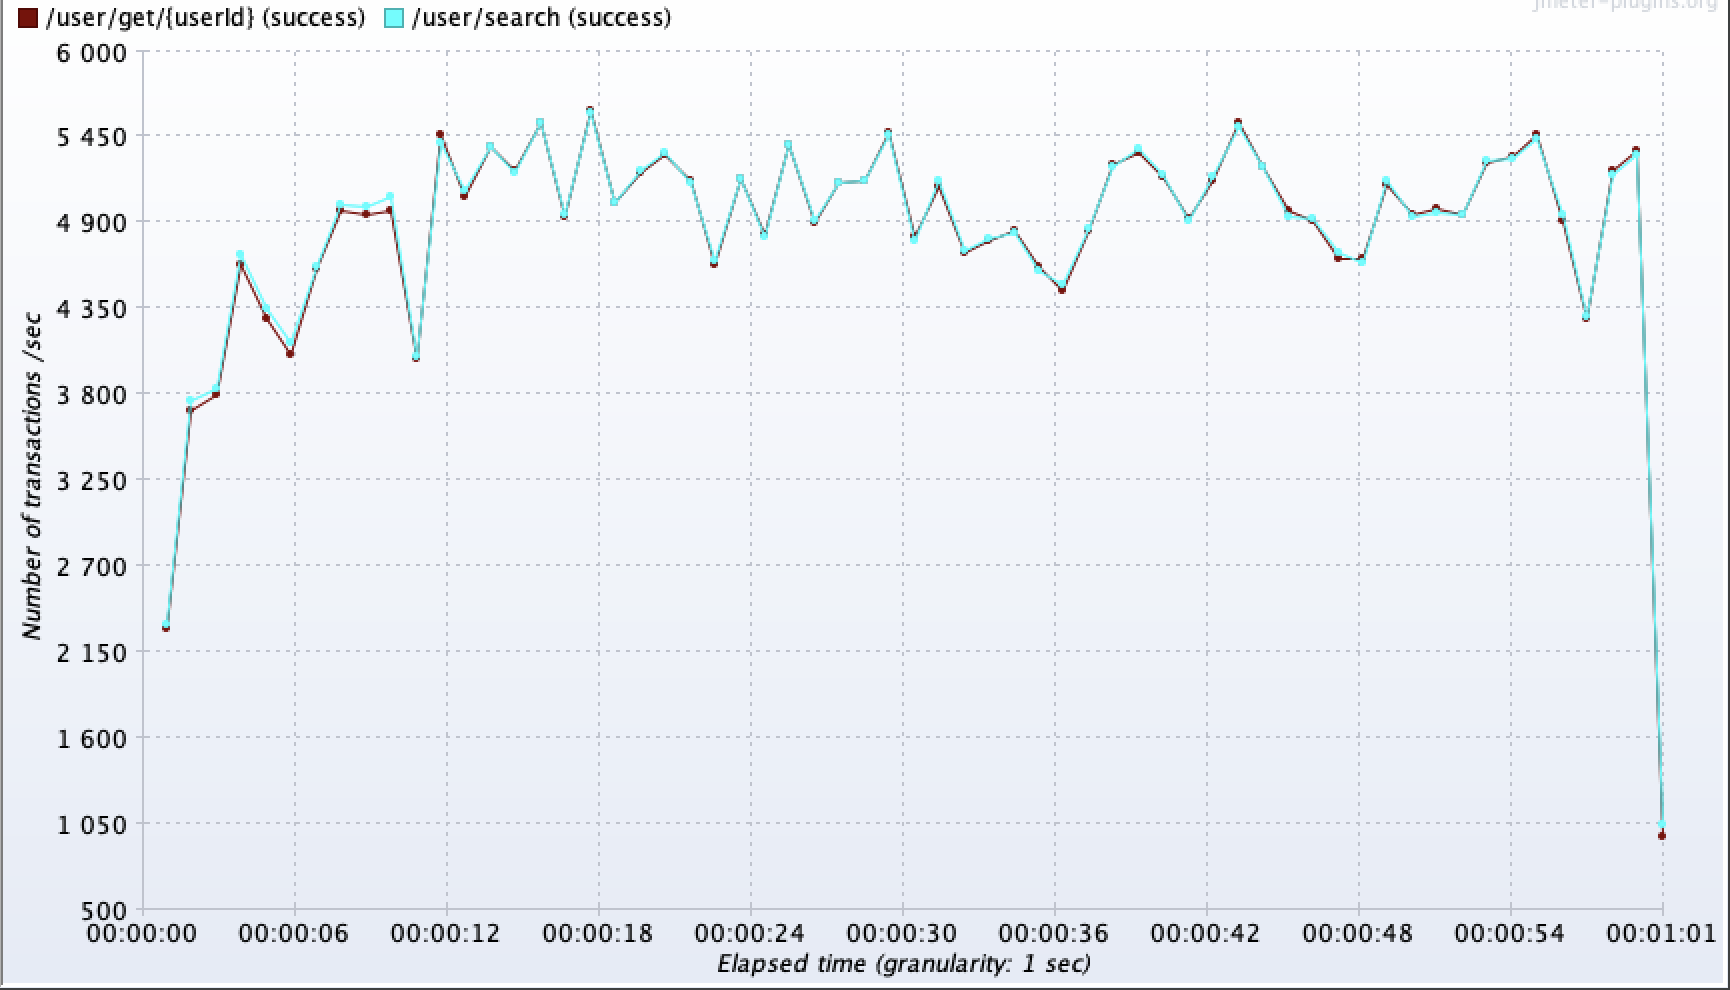 jmeter-plugins.org
/user/get/{userId} (success) /user/search (success)
6 000
5 450
4 900
4 350
3 800
3 250
2 700
2 150
1 600
1 050
500
Number of transactions /sec
00:00:00 00:00:06 00:00:12 00:00:18 00:00:24 00:00:30 00:00:36 00:00:42 00:00:48 00:00:54 00:01:01
Elapsed time (granularity: 1 sec)